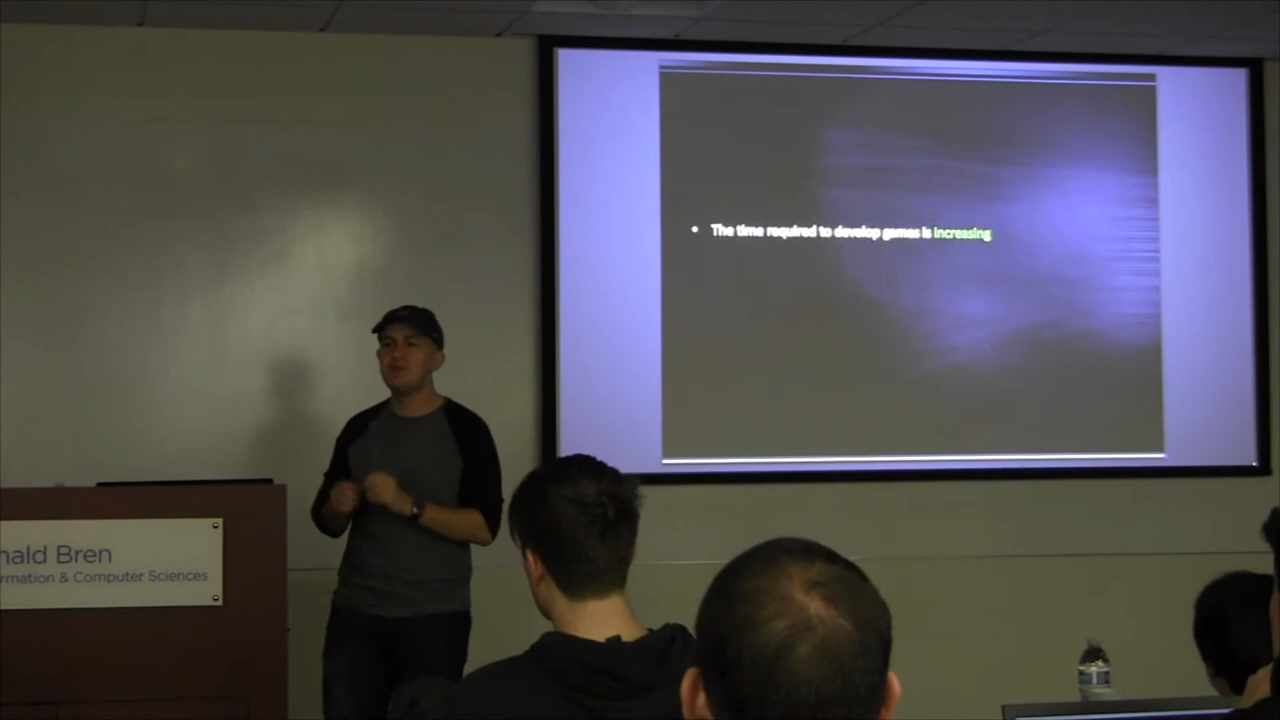 • The time required to develop games is increasing
nald Bren
rmation & Computer Sciences